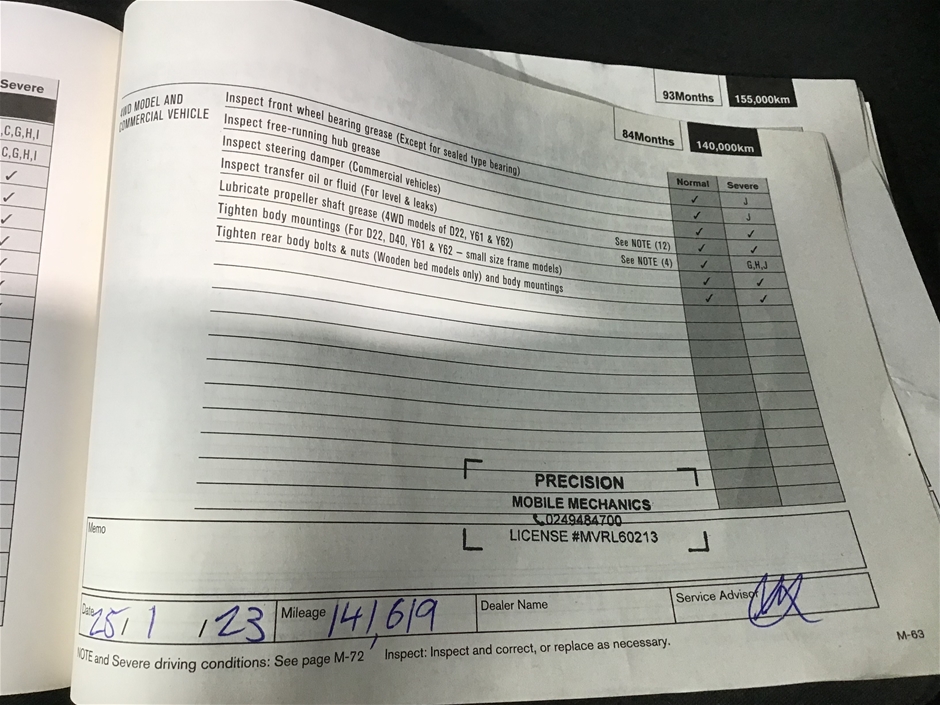 Severe
C,G,H,I
C,G,H,I
93Months 155,000km
84Months 140,000km
Normal Severe
4WD MODEL AND
COMMERCIAL VEHICLE
Inspect front wheel bearing grease (Except for sealed type bearing) ✓ J
Inspect free-running hub grease ✓ J
Inspect steering damper (Commercial vehicles) ✓ ✓
Inspect transfer oil or fluid (For level & leaks) See NOTE (12) ✓ ✓
Lubricate propeller shaft grease (4WD models of D22, Y61 & Y62) See NOTE (4) ✓ G,H,J
Tighten body mountings (For D22, D40, Y61 & Y62 – small size frame models) ✓ ✓
Tighten rear body bolts & nuts (Wooden bed models only) and body mountings ✓ ✓
PRECISION
MOBILE MECHANICS
0249484700
LICENSE #MVRL60213
Memo
Date 25/1/23 Mileage 141,619 Dealer Name Service Advisor
NOTE and Severe driving conditions: See page M-72 Inspect: Inspect and correct, or replace as necessary.
M-63